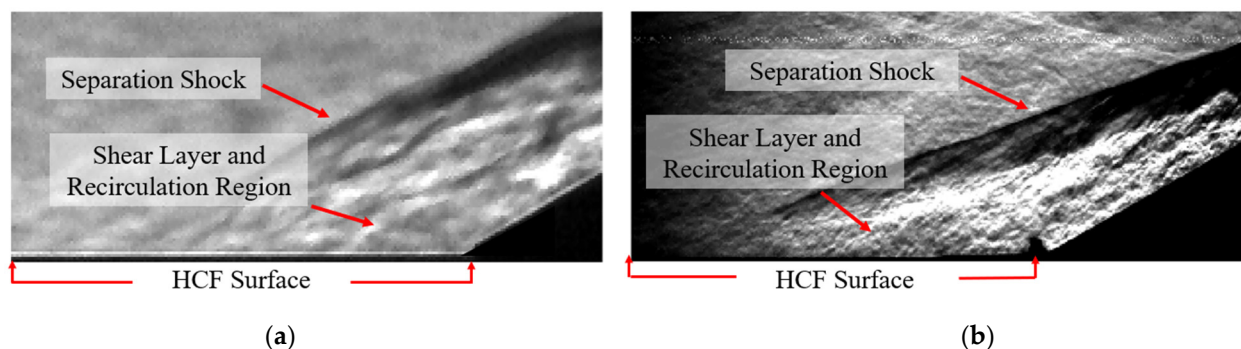 Separation Shock
Shear Layer and
Recirculation Region
HCF Surface
(a)
Separation Shock
Shear Layer and
Recirculation Region
HCF Surface
(b)